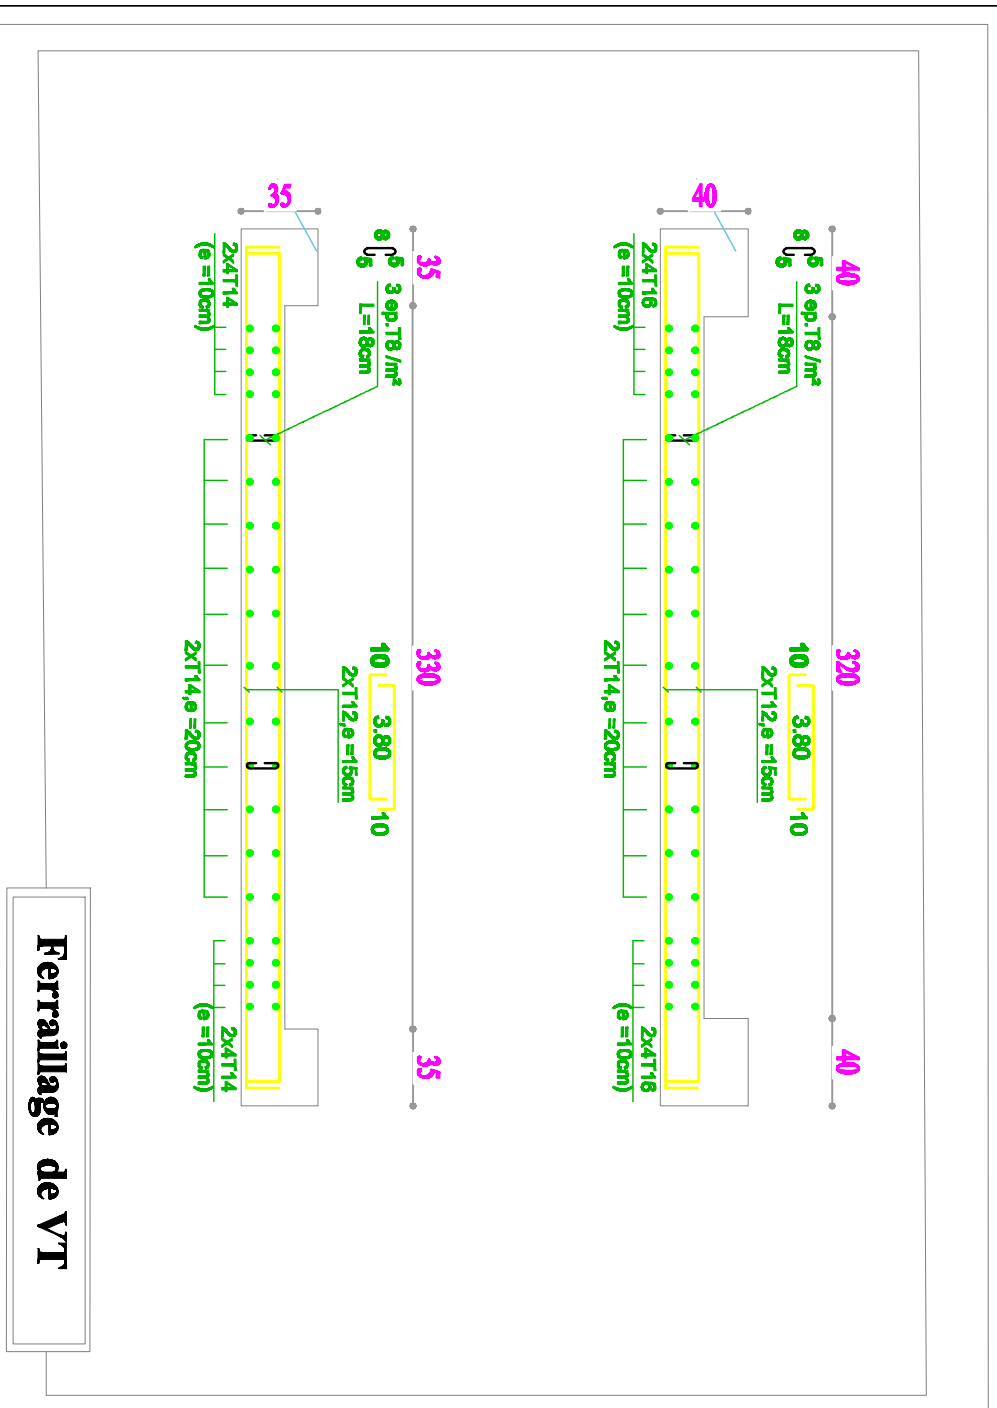 40
320
40
8
5
5
3 ep.T8 /m²
L=18cm
10
3.80
10
2xT12,e =15cm
40
2x4T16
(e =10cm)
2xT14,e =20cm
2x4T16
(e =10cm)
35
330
35
8
5
5
3 ep.T8 /m²
L=18cm
10
3.80
10
2xT12,e =15cm
35
2x4T14
(e =10cm)
2xT14,e =20cm
2x4T14
(e =10cm)
Ferraillage de VT